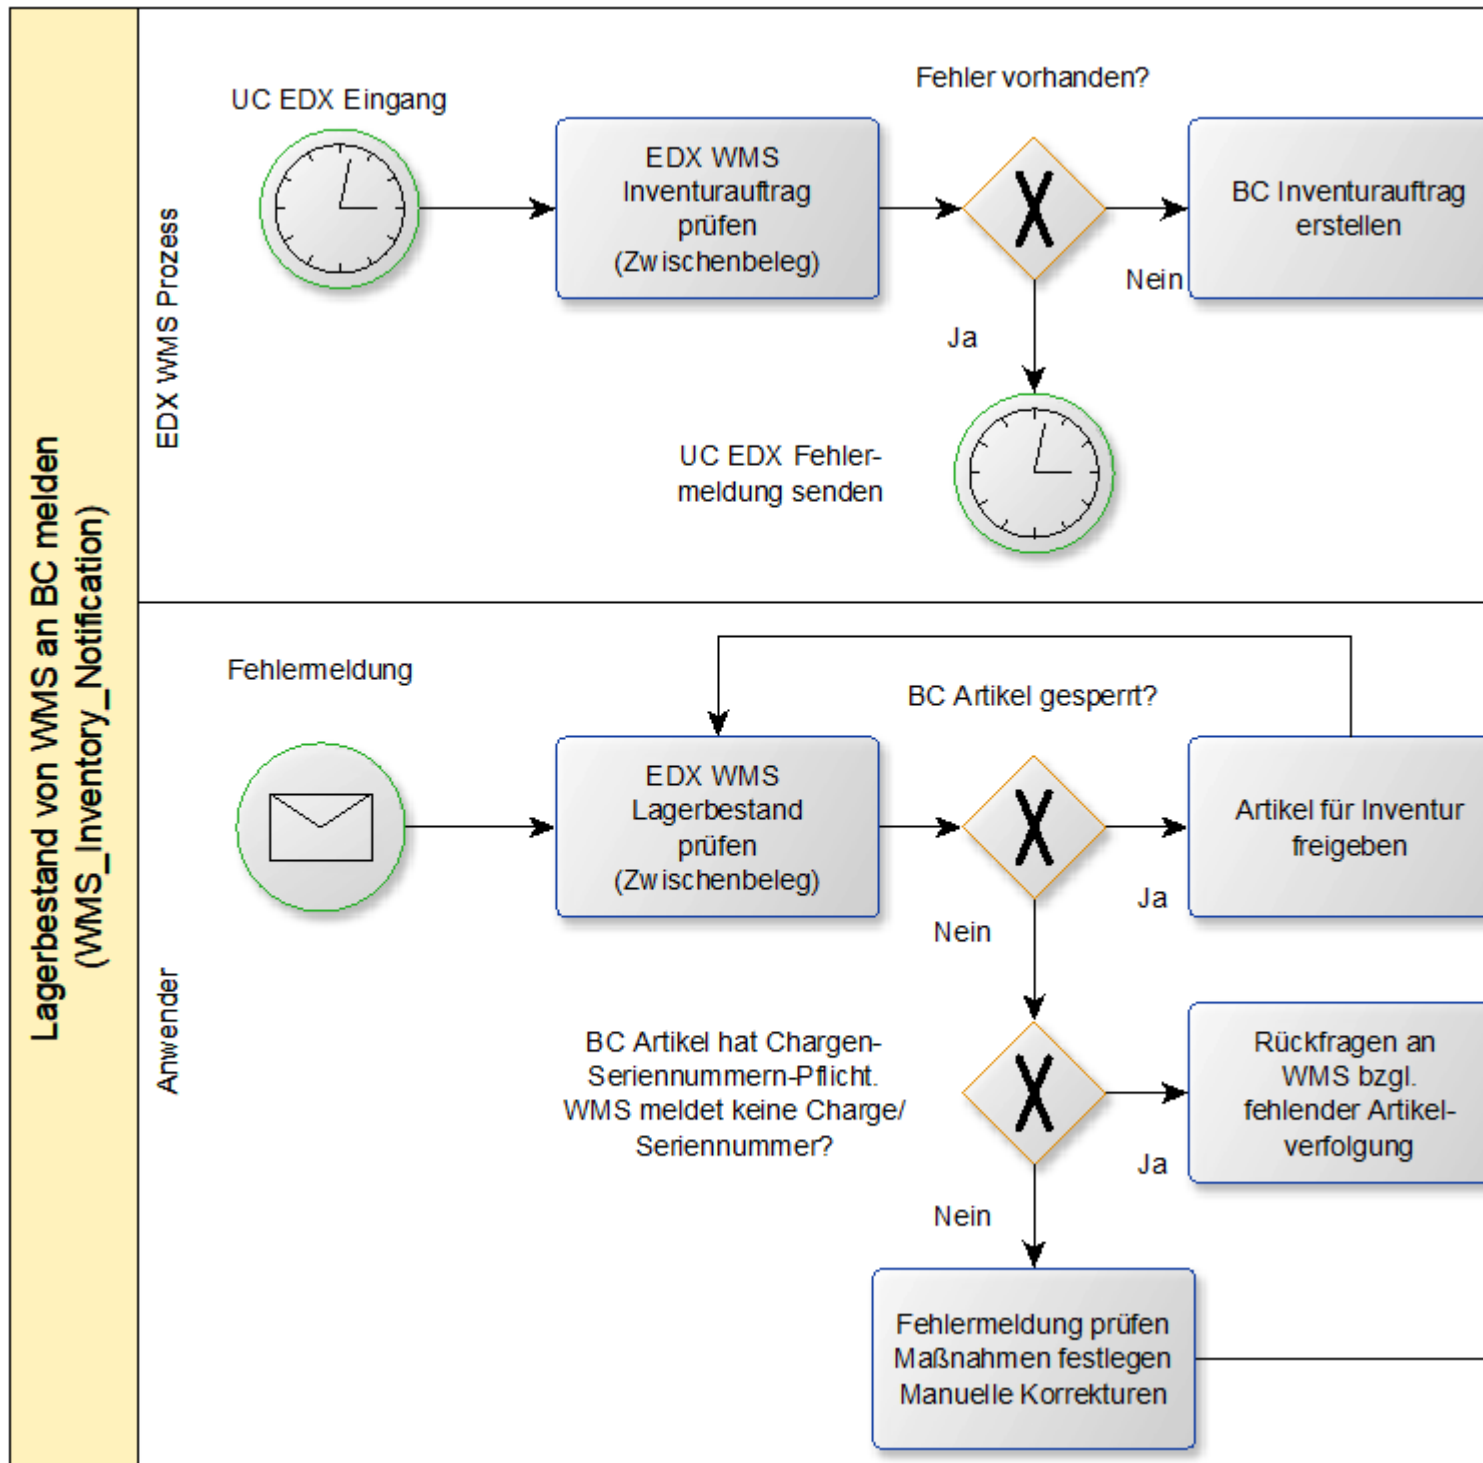 Lagerbestand von WMS an BC melden
(WMS_Inventory_Notification)
EDX WMS Prozess
UC EDX Eingang
EDX WMS
Inventurauftrag
prüfen
(Zwischenbeleg)
Fehler vorhanden?
Nein
BC Inventurauftrag
erstellen
Ja
UC EDX Fehler-
meldung senden
Anwender
Fehlermeldung
EDX WMS
Lagerbestand
prüfen
(Zwischenbeleg)
BC Artikel gesperrt?
Ja
Artikel für Inventur
freigeben
Nein
BC Artikel hat Chargen-
Seriennummern-Pflicht.
WMS meldet keine Charge/
Seriennummer?
Ja
Rückfragen an
WMS bzgl.
fehlender Artikel-
verfolgung
Nein
Fehlermeldung prüfen
Maßnahmen festlegen
Manuelle Korrekturen